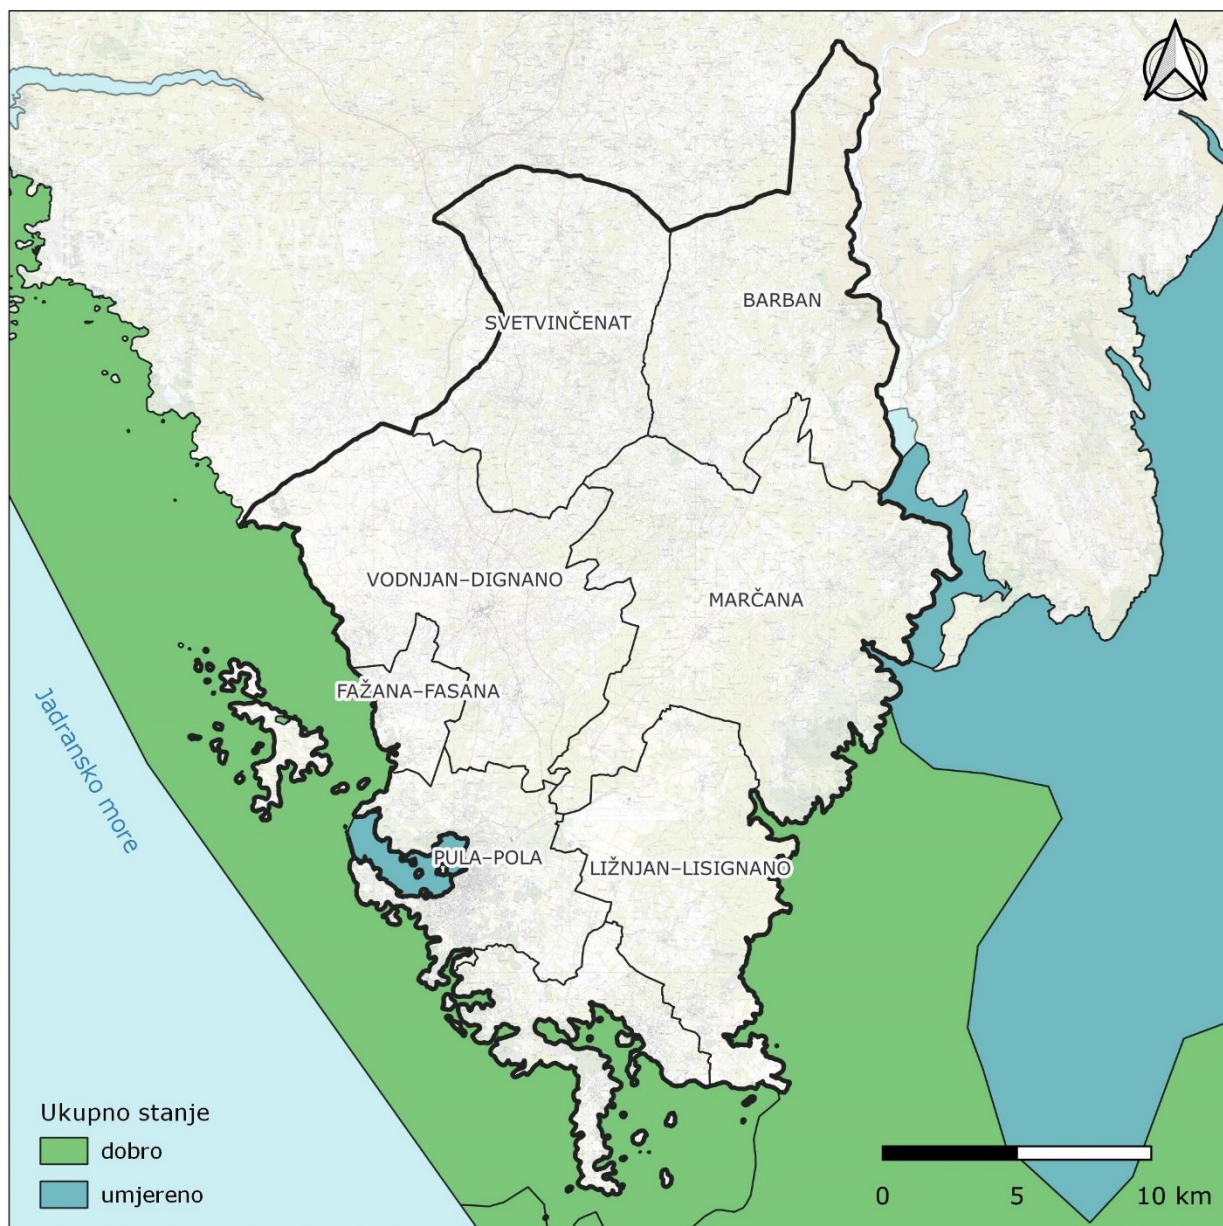 BARBAN
SVETVINČENAT
VODNJAN–DIGNANO
MARČANA
FAŽANA–FASANA
Jadransko more
PULA–POLA
LIŽNJAN–LISIGNANO
Ukupno stanje
dobro
umjereno
0 5 10 km